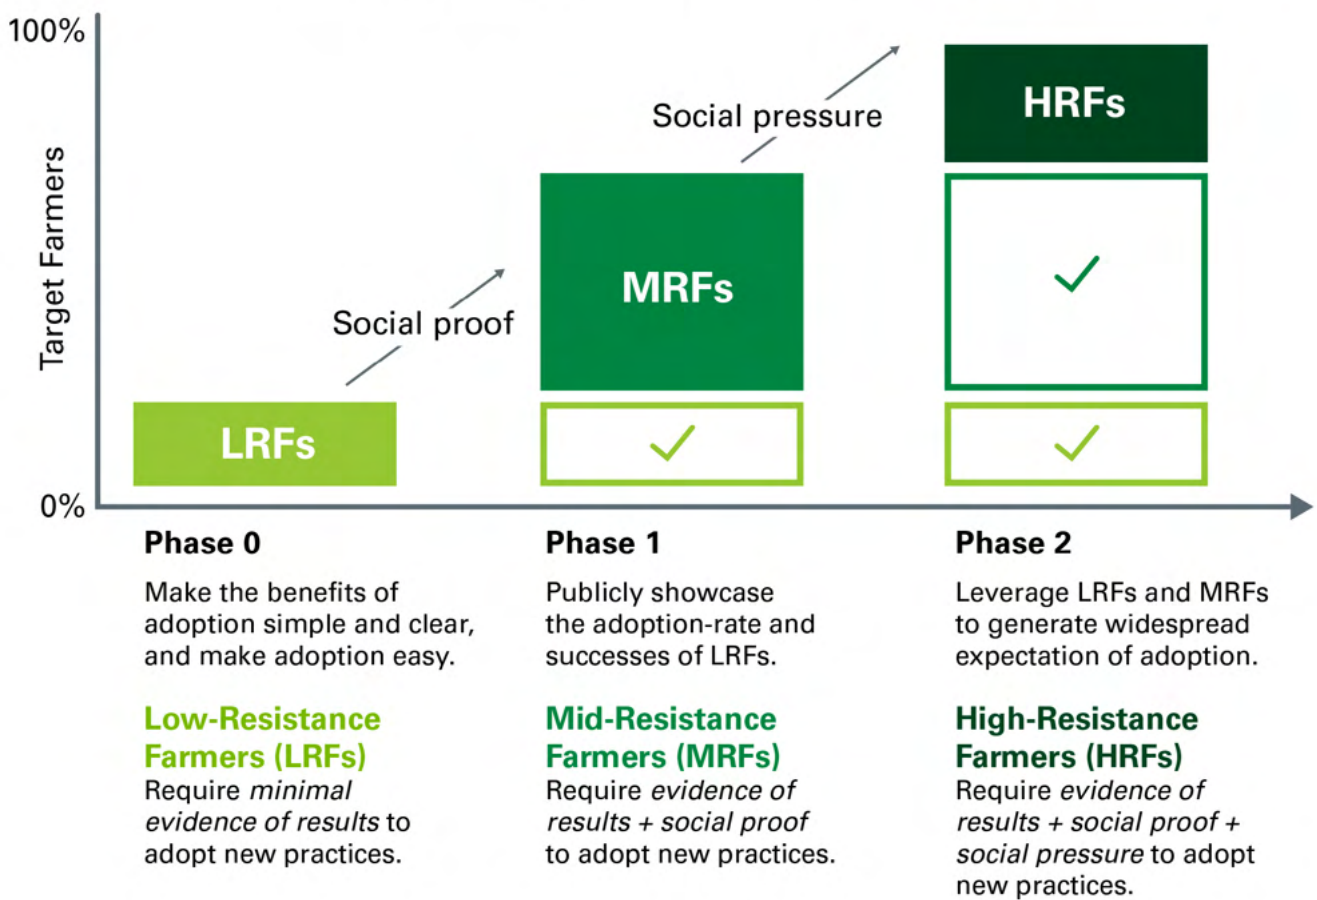 100%
Target Farmers
0%
LRFs
Social proof
MRFs
Social pressure
HRFs
Phase 0
Make the benefits of
adoption simple and clear,
and make adoption easy.
Low-Resistance
Farmers (LRFs)
Require minimal
evidence of results to
adopt new practices.
Phase 1
Publicly showcase
the adoption-rate and
successes of LRFs.
Mid-Resistance
Farmers (MRFs)
Require evidence of
results + social proof
to adopt new practices.
Phase 2
Leverage LRFs and MRFs
to generate widespread
expectation of adoption.
High-Resistance
Farmers (HRFs)
Require evidence of
results + social proof +
social pressure to adopt
new practices.